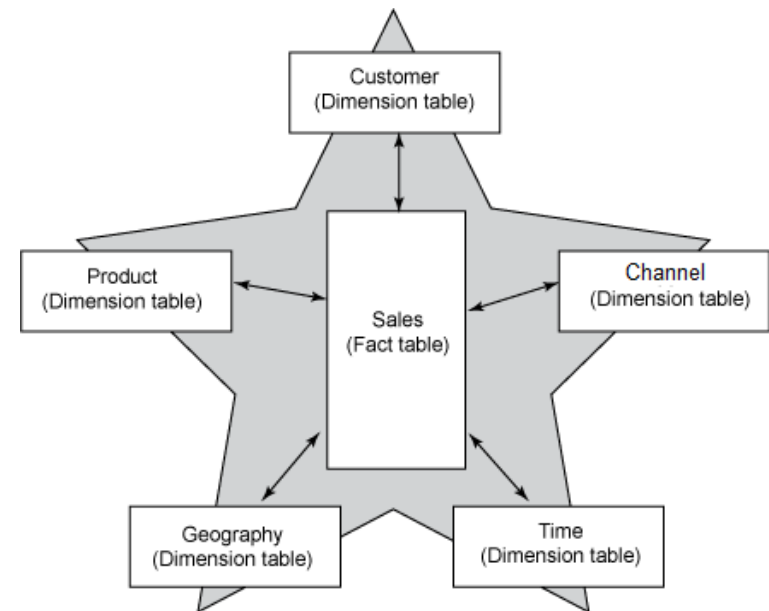 Customer
(Dimension table)
Product
(Dimension table)
Channel
(Dimension table)
Sales
(Fact table)
Geography
(Dimension table)
Time
(Dimension table)